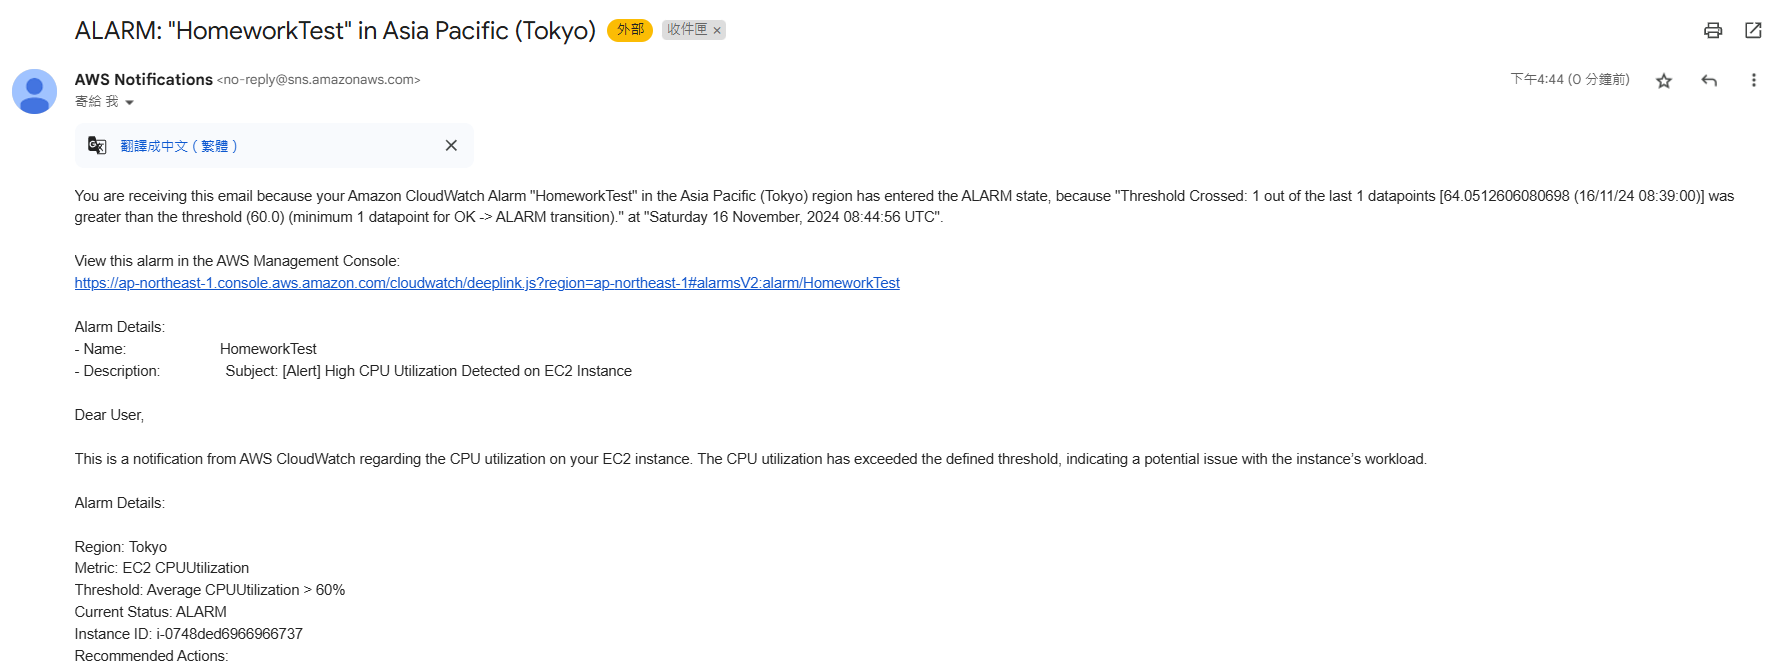 ALARM: "HomeworkTest" in Asia Pacific (Tokyo) 外部 收件匣 ×
AWS Notifications <no-reply@sns.amazonaws.com> 下午4:44 (0 分鐘前)
寄給 我
翻譯成中文 ( 繁體 )
You are receiving this email because your Amazon CloudWatch Alarm "HomeworkTest" in the Asia Pacific (Tokyo) region has entered the ALARM state, because "Threshold Crossed: 1 out of the last 1 datapoints [64.0512606080698 (16/11/24 08:39:00)] was
greater than the threshold (60.0) (minimum 1 datapoint for OK -> ALARM transition)." at "Saturday 16 November, 2024 08:44:56 UTC".
View this alarm in the AWS Management Console:
https://ap-northeast-1.console.aws.amazon.com/cloudwatch/deeplink.js?region=ap-northeast-1#alarmsV2:alarm/HomeworkTest
Alarm Details:
- Name: HomeworkTest
- Description: Subject: [Alert] High CPU Utilization Detected on EC2 Instance
Dear User,
This is a notification from AWS CloudWatch regarding the CPU utilization on your EC2 instance. The CPU utilization has exceeded the defined threshold, indicating a potential issue with the instance’s workload.
Alarm Details:
Region: Tokyo
Metric: EC2 CPUUtilization
Threshold: Average CPUUtilization > 60%
Current Status: ALARM
Instance ID: i-0748ded6966966737
Recommended Actions: